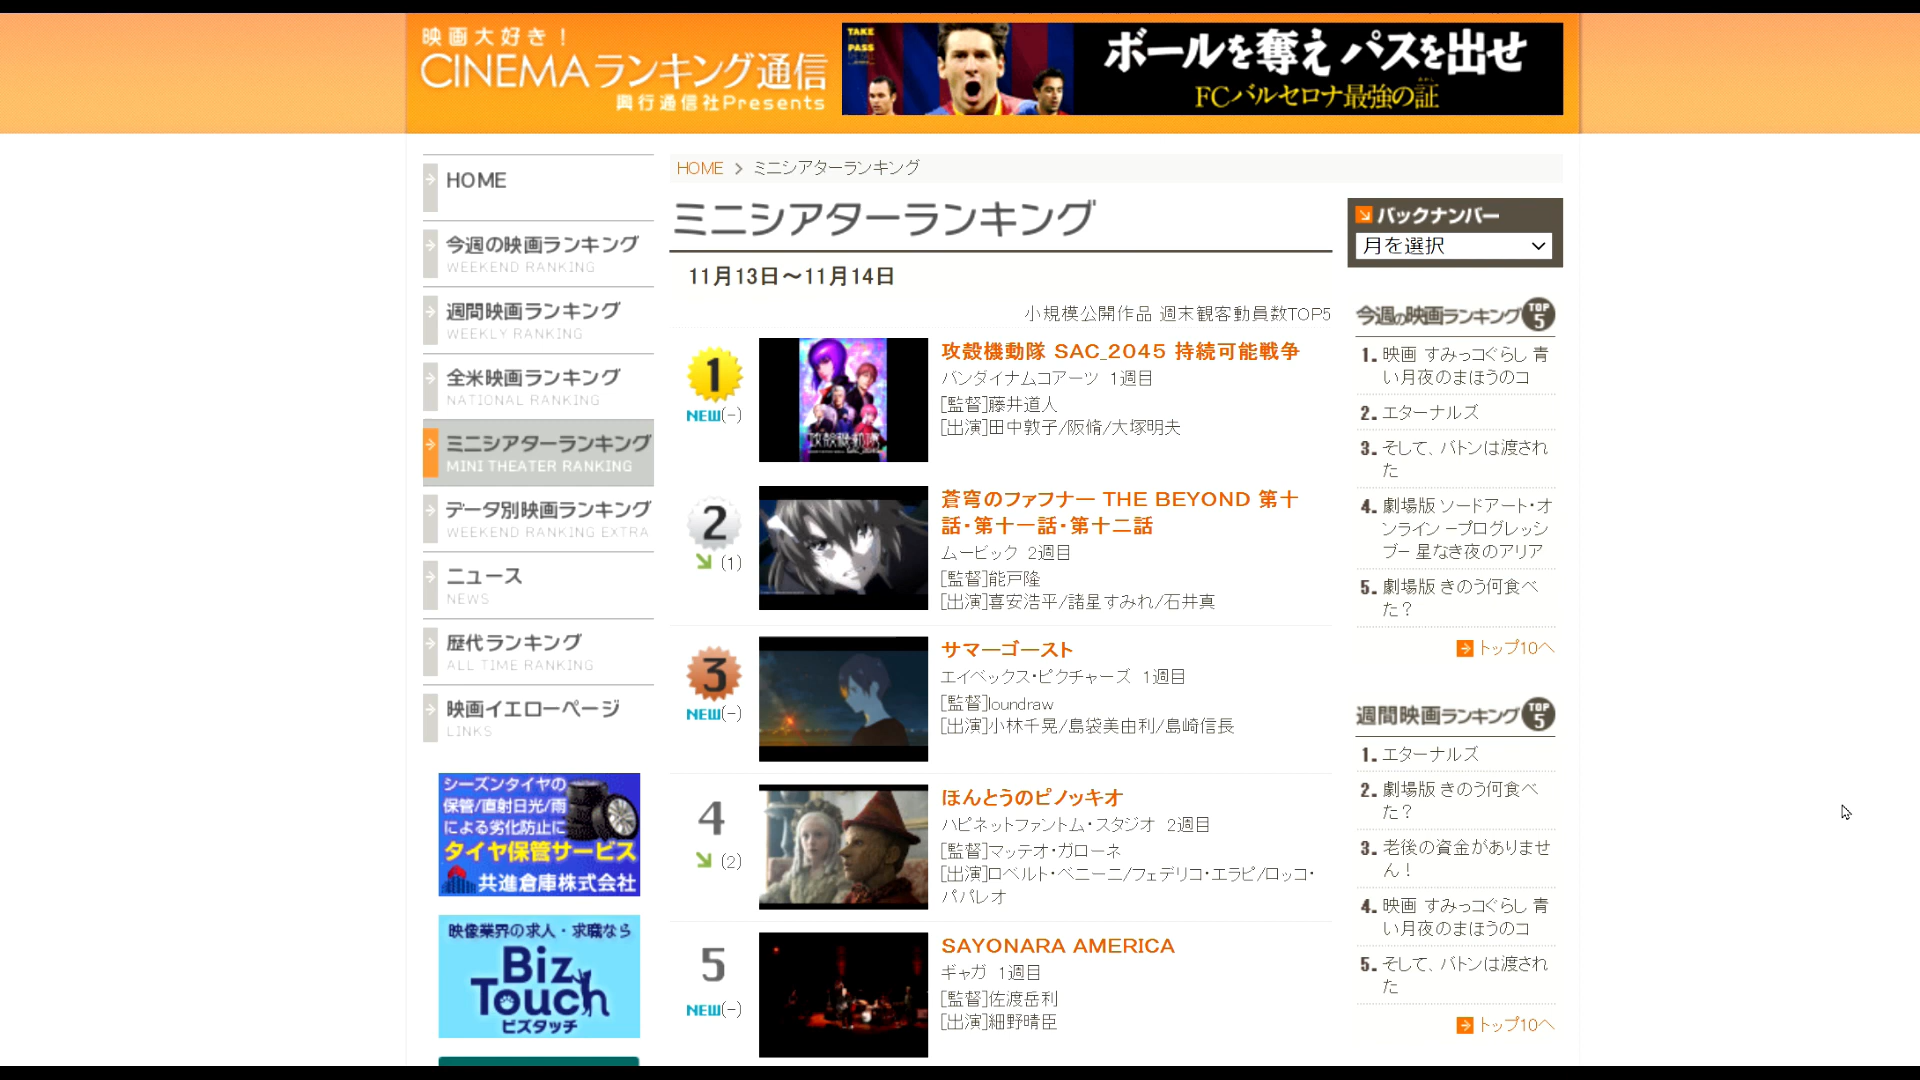 映画大好き！
CINEMAランキング通信
興行通信社Presents
TAKE
PASS
ボールを奪え パスを出せ
FCバルセロナ最強の証
あかし
HOME
今週の映画ランキング
WEEKEND RANKING
週間映画ランキング
WEEKLY RANKING
全米映画ランキング
NATIONAL RANKING
ミニシアターランキング
MINI THEATER RANKING
データ別映画ランキング
WEEKEND RANKING EXTRA
ニュース
NEWS
歴代ランキング
ALL TIME RANKING
映画イエローページ
LINKS
シーズンタイヤの
保管/直射日光/雨
による劣化防止に
タイヤ保管サービス
共進倉庫株式会社
映像業界の求人・求職なら
Biz
Touch
ビズタッチ
HOME > ミニシアターランキング
ミニシアターランキング
11月13日～11月14日
小規模公開作品 週末観客動員数TOP5
1
NEW(-)
攻殻機動隊
攻殻機動隊 SAC_2045 持続可能戦争
バンダイナムコアーツ 1週目
[監督]藤井道人
[出演]田中敦子/阪脩/大塚明夫
2
(1)
蒼穹のファフナー THE BEYOND 第十
話・第十一話・第十二話
ムービック 2週目
[監督]能戸隆
[出演]喜安浩平/諸星すみれ/石井真
3
NEW(-)
サマーゴースト
エイベックス・ピクチャーズ 1週目
[監督]loundraw
[出演]小林千晃/島袋美由利/島崎信長
4
(2)
ほんとうのピノッキオ
ハピネットファントム・スタジオ 2週目
[監督]マッテオ・ガローネ
[出演]ロベルト・ベニーニ/フェデリコ・エラピ/ロッコ・
パパレオ
5
NEW(-)
SAYONARA AMERICA
ギャガ 1週目
[監督]佐渡岳利
[出演]細野晴臣
バックナンバー
月を選択
今週の映画ランキング TOP 5
1. 映画 すみっコぐらし 青
い月夜のまほうのコ
2. エターナルズ
3. そして、バトンは渡され
た
4. 劇場版 ソードアート・オ
ンライン －プログレッシ
ブ－ 星なき夜のアリア
5. 劇場版 きのう何食べ
た？
トップ10へ
週間映画ランキング TOP 5
1. エターナルズ
2. 劇場版 きのう何食べ
た？
3. 老後の資金がありませ
ん！
4. 映画 すみっコぐらし 青
い月夜のまほうのコ
5. そして、バトンは渡され
た
トップ10へ